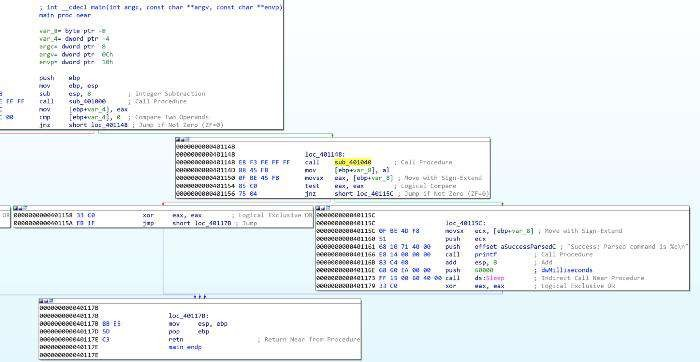 ; int __cdecl main(int argc, const char **argv, const char **envp)
main proc near
var_8= byte ptr -8
var_4= dword ptr -4
argc= dword ptr 8
argv= dword ptr 0Ch
envp= dword ptr 10h
push ebp
mov ebp, esp
sub esp, 8 ; Integer Subtraction
EE FF FF call sub_401000 ; Call Procedure
mov [ebp+var_4], eax
cmp [ebp+var_4], 0 ; Compare Two Operands
jnz short loc_401148 ; Jump if Not Zero (ZF=0)
0000000000401148
0000000000401148 loc_401148:
0000000000401148 E8 F3 FE FF FF call sub_401040 ; Call Procedure
000000000040114D 88 45 F8 mov [ebp+var_8], al
0000000000401150 0F BE 45 F8 movsx eax, [ebp+var_8] ; Move with Sign-Extend
0000000000401154 85 C0 test eax, eax ; Logical Compare
0000000000401156 75 04 jnz short loc_40115C ; Jump if Not Zero (ZF=0)
OR
0000000000401158 33 C0 xor eax, eax ; Logical Exclusive OR
000000000040115A EB 1F jmp short loc_40117B ; Jump
000000000040115C
000000000040115C loc_40115C:
000000000040115C 0F BE 4D F8 movsx ecx, [ebp+var_8] ; Move with Sign-Extend
0000000000401160 51 push ecx
0000000000401161 68 10 71 40 00 push offset aSuccessParsedC ; "Success: Parsed command is %c\n"
0000000000401166 call printf ; Call Procedure
000000000040116B 83 C4 08 add esp, 8 ; Add
000000000040116E 68 60 EA 00 00 push 60000 ; dwMilliseconds
0000000000401173 FF 15 00 60 40 00 call ds:Sleep ; Indirect Call Near Procedure
0000000000401179 33 C0 xor eax, eax ; Logical Exclusive OR
000000000040117B
000000000040117B loc_40117B:
000000000040117B 8B E5 mov esp, ebp
000000000040117D 5D pop ebp
000000000040117E C3 retn ; Return Near from Procedure
000000000040117E main endp
000000000040117E